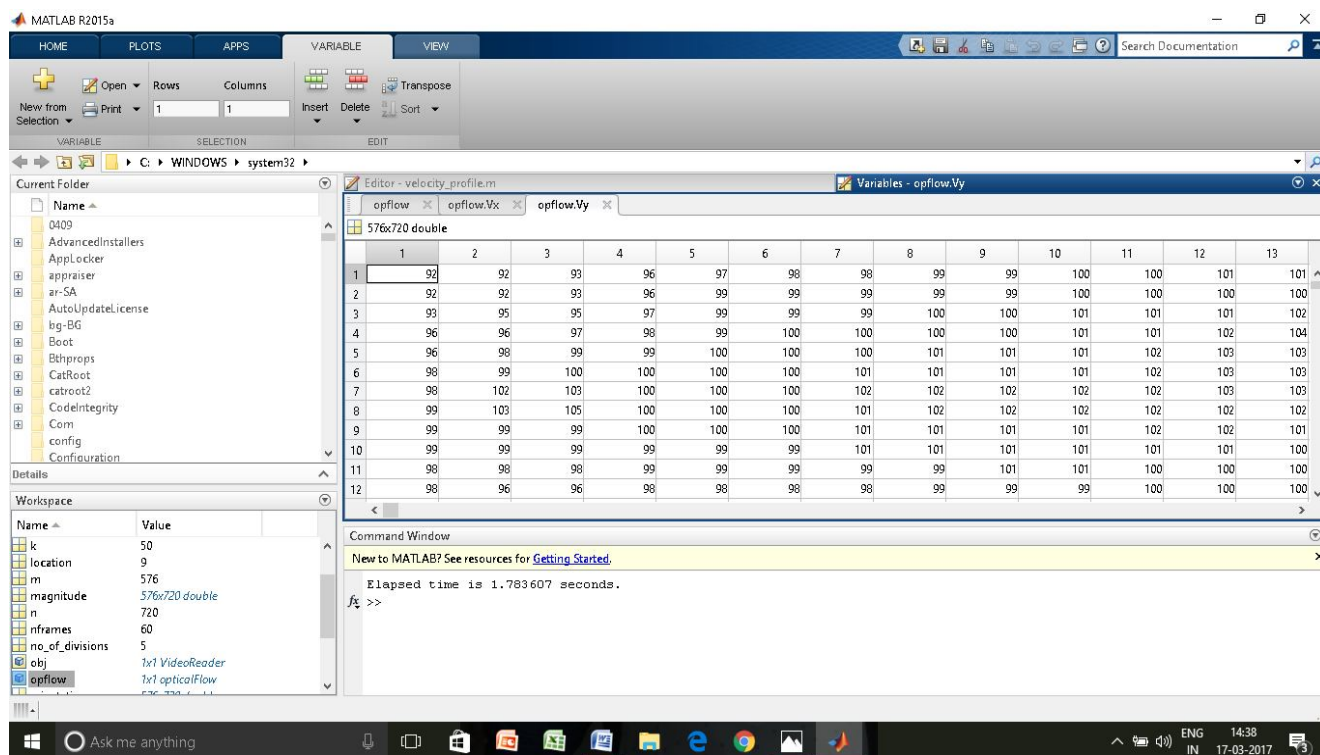 MATLAB R2015a
HOME PLOTS APPS VARIABLE VIEW Search Documentation
New from Selection Open Print Rows Columns 1 1 Insert Delete Transpose Sort
VARIABLE SELECTION EDIT
C: WINDOWS system32
Current Folder
Name
0409
AdvancedInstallers
AppLocker
appraiser
ar-SA
AutoUpdateLicense
bg-BG
Boot
Bthprops
CatRoot
catroot2
CodeIntegrity
Com
config
Configuration
Details
Workspace
Name Value
k 50
location 9
m 576
magnitude 576x720 double
n 720
nframes 60
no_of_divisions 5
obj 1x1 VideoReader
opflow 1x1 opticalFlow
Editor - velocity_profile.m Variables - opflow.Vy
opflow opflow.Vx opflow.Vy
576x720 double
1 2 3 4 5 6 7 8 9 10 11 12 13
1 92 92 93 96 97 98 98 99 99 100 100 101 101
2 92 92 93 96 99 99 99 99 99 100 100 100 100
3 93 95 95 97 99 99 99 100 100 101 101 101 102
4 96 96 97 98 99 100 100 100 100 101 101 102 104
5 96 98 99 99 100 100 100 101 101 101 102 103 103
6 98 99 100 100 100 100 101 101 101 101 102 103 103
7 98 102 103 100 100 100 102 102 102 102 102 103 103
8 99 103 105 100 100 100 101 102 102 102 102 102 102
9 99 99 99 100 100 100 101 101 101 101 102 102 101
10 99 99 99 99 99 99 101 101 101 101 101 101 100
11 98 98 98 99 99 99 99 99 101 101 100 100 100
12 98 96 96 98 98 98 98 99 99 99 100 100 100
Command Window
New to MATLAB? See resources for Getting Started.
Elapsed time is 1.783607 seconds.
fx >>
Ask me anything
ENG 14:38
IN 17-03-2017
3